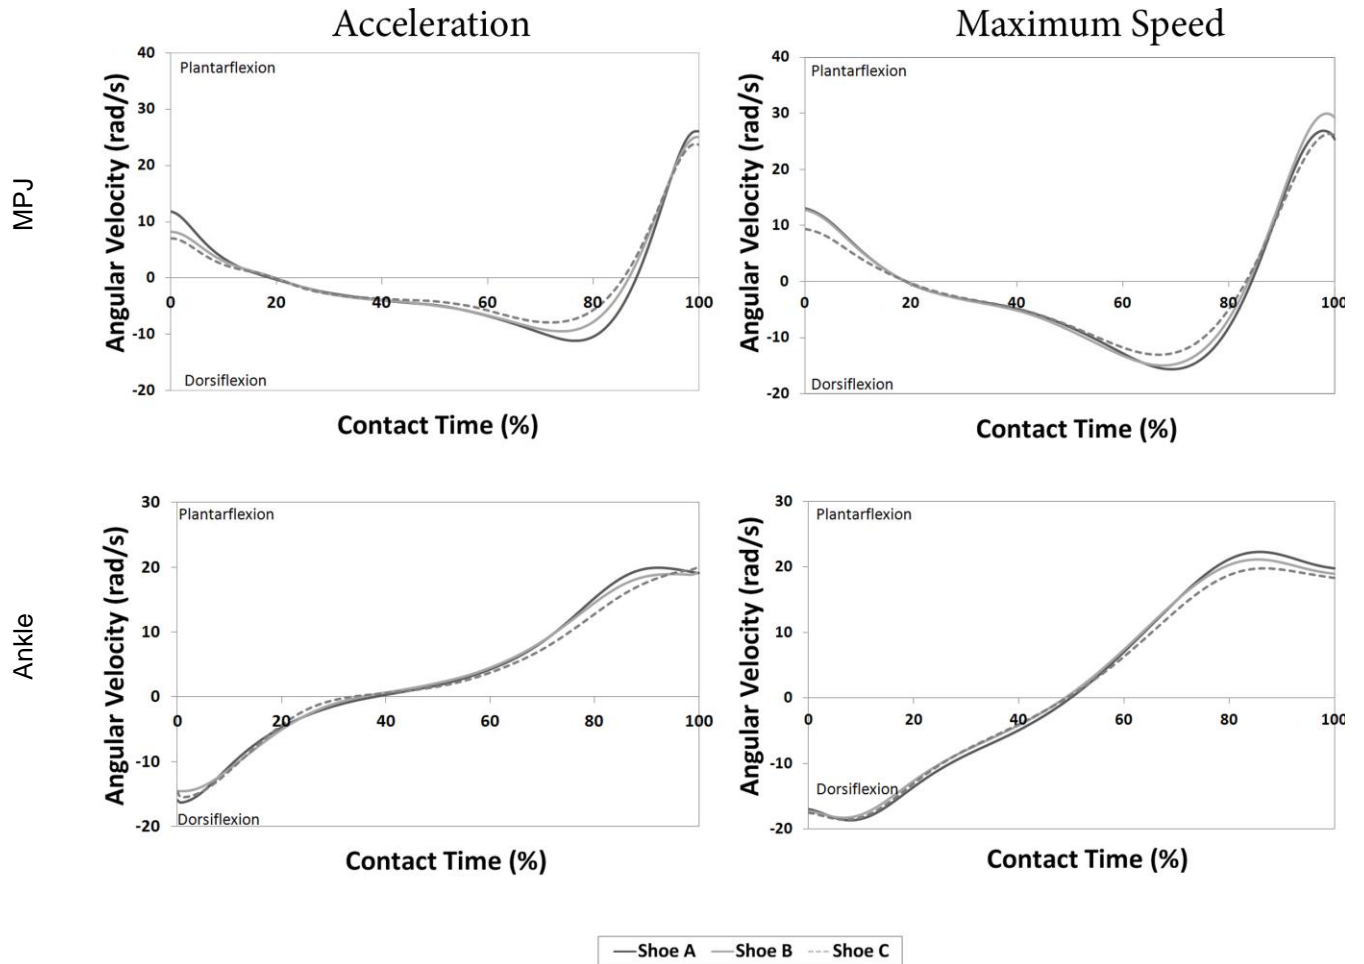 Acceleration
Maximum Speed
MPJ
Angular Velocity (rad/s)
40
30
20
10
0
-10
-20
Plantarflexion
Dorsiflexion
0
20
40
60
80
100
Contact Time (%)
Angular Velocity (rad/s)
40
30
20
10
0
-10
-20
Plantarflexion
Dorsiflexion
0
20
40
60
80
100
Contact Time (%)
Ankle
Angular Velocity (rad/s)
30
20
10
0
-10
-20
Plantarflexion
Dorsiflexion
0
20
40
60
80
100
Contact Time (%)
Angular Velocity (rad/s)
30
20
10
0
-10
-20
Plantarflexion
Dorsiflexion
0
20
40
60
80
100
Contact Time (%)
Shoe A Shoe B Shoe C